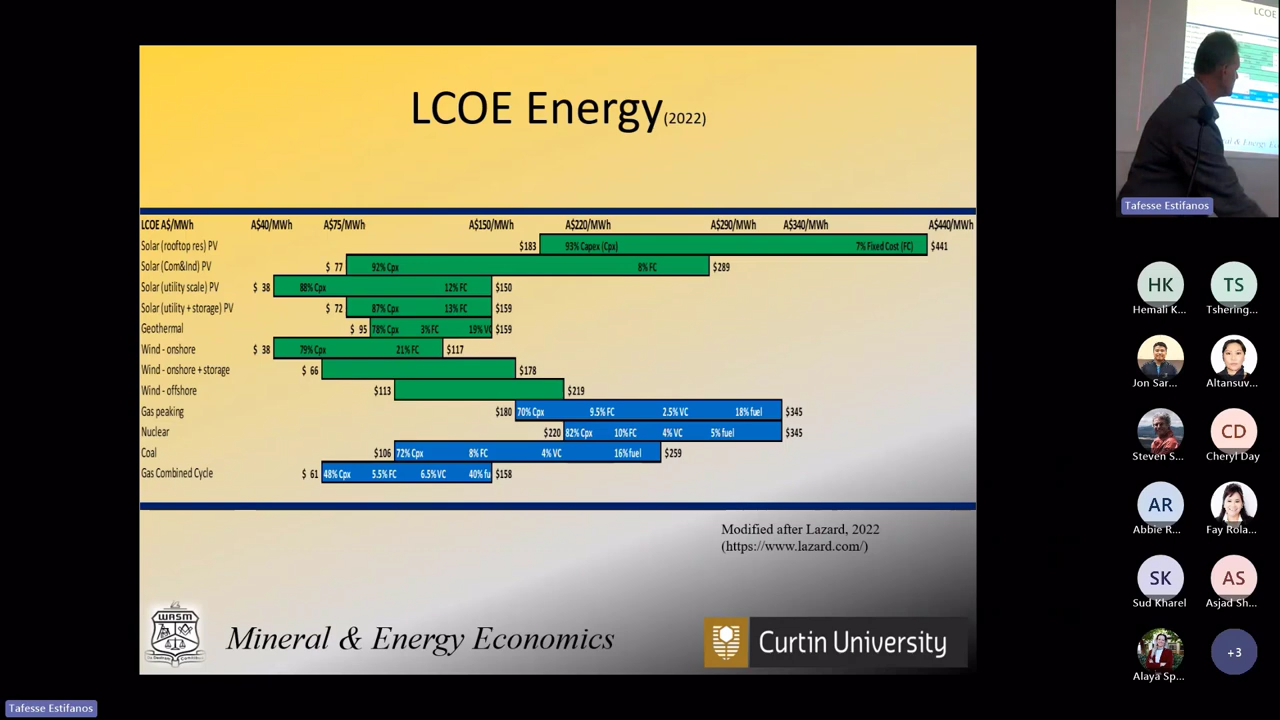 LCOE Energy(2022)
LCOE A$/MWh A$40/MWh A$75/MWh A$150/MWh A$220/MWh A$290/MWh A$340/MWh A$440/MWh
Solar (rooftop res) PV $183 93% Capex (Cpx) 7% Fixed Cost (FC) $441
Solar (Com&Ind) PV $ 77 92% Cpx 8% FC $289
Solar (utility scale) PV $ 38 88% Cpx 12% FC $150
Solar (utility + storage) PV $ 72 87% Cpx 13% FC $159
Geothermal $ 95 78% Cpx 3% FC 19% VC $159
Wind - onshore $ 38 79% Cpx 21% FC $117
Wind - onshore + storage $ 66 $178
Wind - offshore $113 $219
Gas peaking $180 70% Cpx 9.5% FC 2.5% VC 18% fuel $345
Nuclear $220 82% Cpx 10% FC 4% VC 5% fuel $345
Coal $106 72% Cpx 8% FC 4% VC 16% fuel $259
Gas Combined Cycle $ 61 48% Cpx 5.5% FC 6.5% VC 40% fu $158
Modified after Lazard, 2022
(https://www.lazard.com/)
WASM
Mineral & Energy Economics
Curtin University
Tafesse Estifanos
LCOE
Tafesse Estifanos
HK TS
Hemali K... Tshering...
Jon Sar... Altansuv...
CD
Steven S... Cheryl Day
AR
Abbie R... Fay Rola...
SK AS
Sud Kharel Asjad Sh...
+3
Alaya Sp...